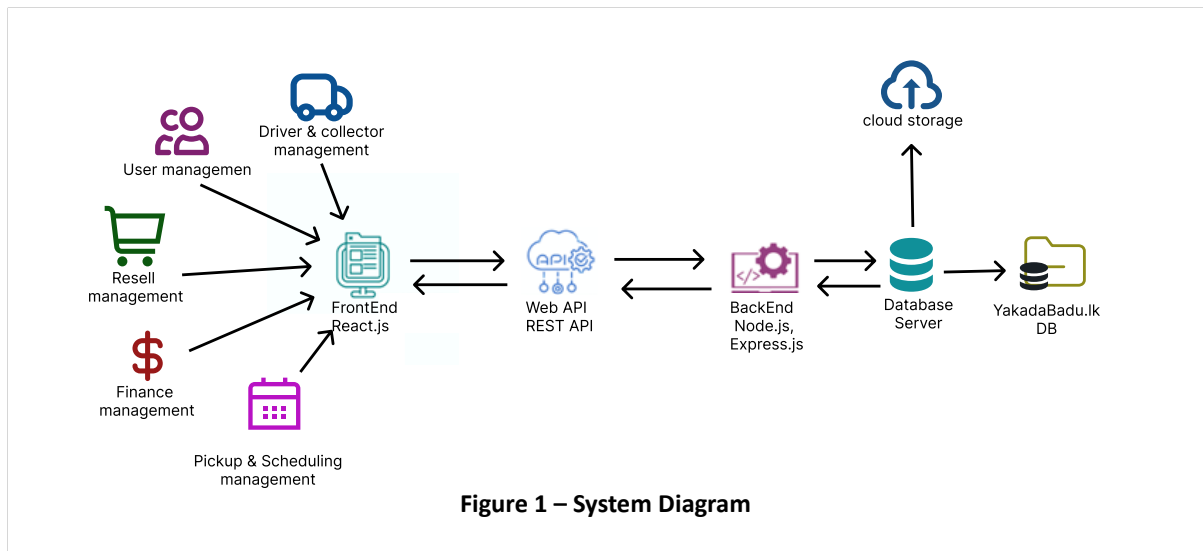 Driver & collector
management
User managemen
Resell
management
Finance
management
Pickup & Scheduling
management
FrontEnd
React.js
API
Web API
REST API
</>
BackEnd
Node.js,
Express.js
cloud storage
Database
Server
YakadaBadu.lk
DB
Figure 1 – System Diagram